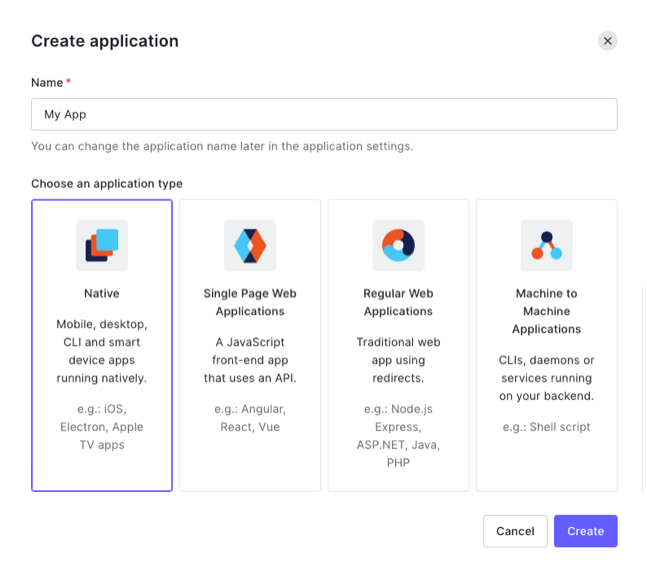 Create application
Name *
My App
You can change the application name later in the application settings.
Choose an application type
Native
Mobile, desktop,
CLI and smart
device apps
running natively.
e.g.: iOS,
Electron, Apple
TV apps
Single Page Web
Applications
A JavaScript
front-end app
that uses an API.
e.g.: Angular,
React, Vue
Regular Web
Applications
Traditional web
app using
redirects.
e.g.: Node.js
Express,
ASP.NET, Java,
PHP
Machine to
Machine
Applications
CLIs, daemons or
services running
on your backend.
e.g.: Shell script
Cancel
Create